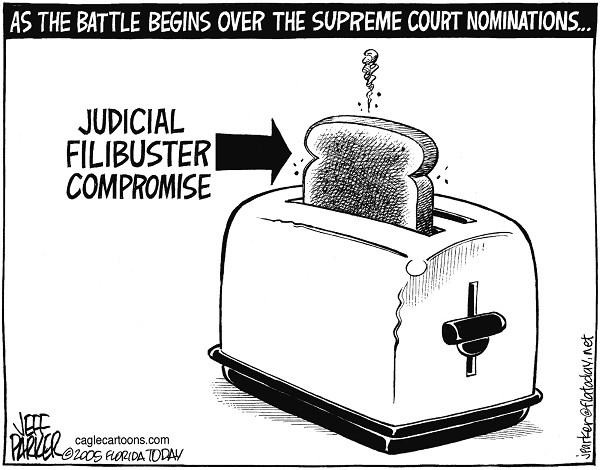 AS THE BATTLE BEGINS OVER THE SUPREME COURT NOMINATIONS...
JUDICIAL
FILIBUSTER
COMPROMISE
JEFF
PARKER
caglecartoons.com
©2005 FLORIDA TODAY
jparker@flatoday.net